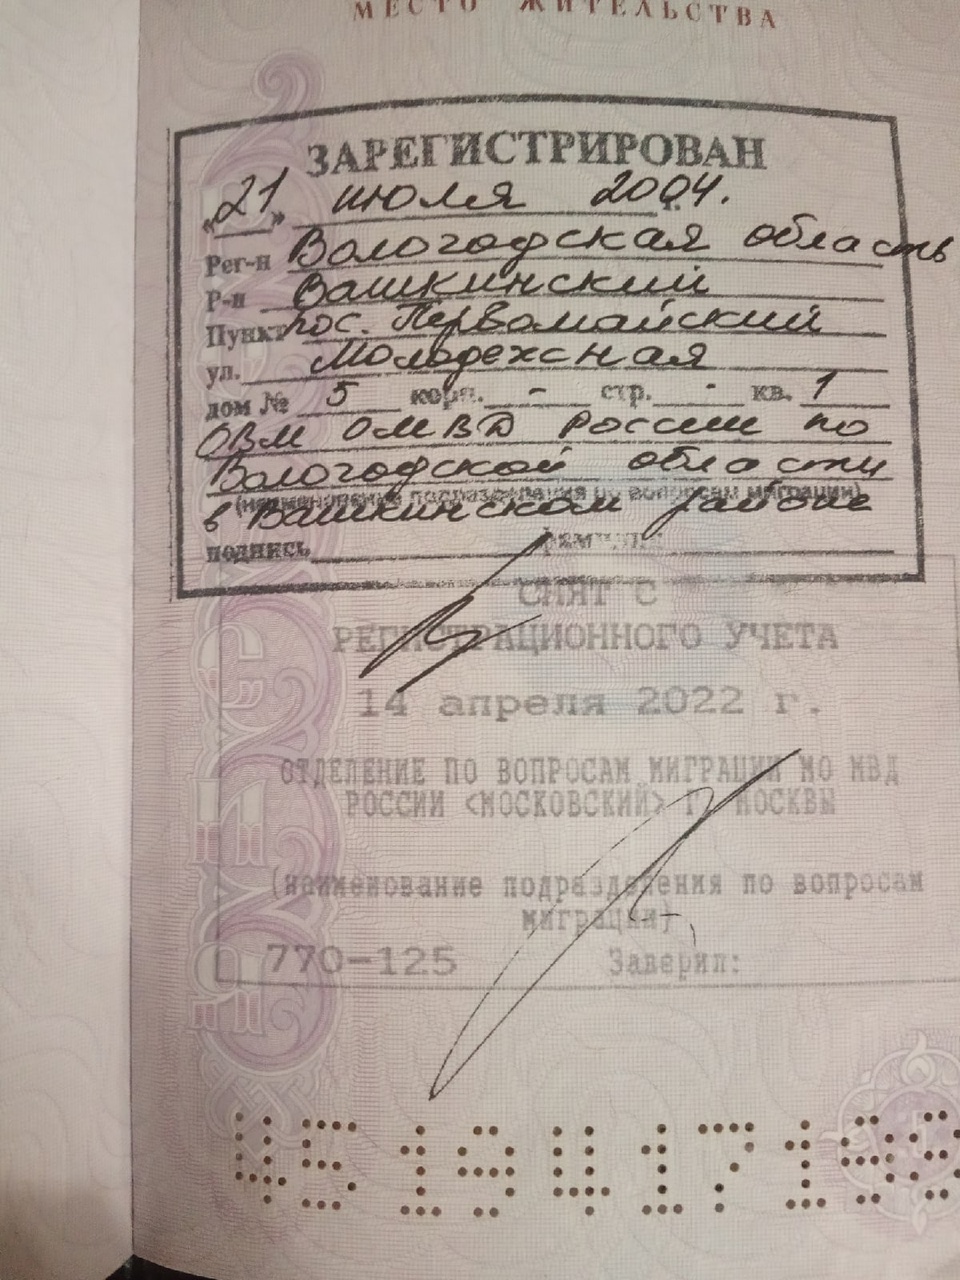 МЕСТО ЖИТЕЛЬСТВА
ЗАРЕГИСТРИРОВАН
„21" июля 2004. г.
Рег-н Вологодская область
Р-н Вашкинский
Пункт пос. Первомайский
ул. Молодежная
дом № 5 корп. - стр. - кв. 1
ОВМ ОМВД России по
Вологодской области
(наименование подразделения по вопросам миграции)
в Вашкинском районе
подпись
СНЯТ С
РЕГИСТРАЦИОННОГО УЧЕТА
14 апреля 2022 г.
ОТДЕЛЕНИЕ ПО ВОПРОСАМ МИГРАЦИИ МО МВД
РОССИИ <МОСКОВСКИЙ> Г. МОСКВЫ
(наименование подразделения по вопросам
миграции)
770-125 Заверил:
45 19 417199